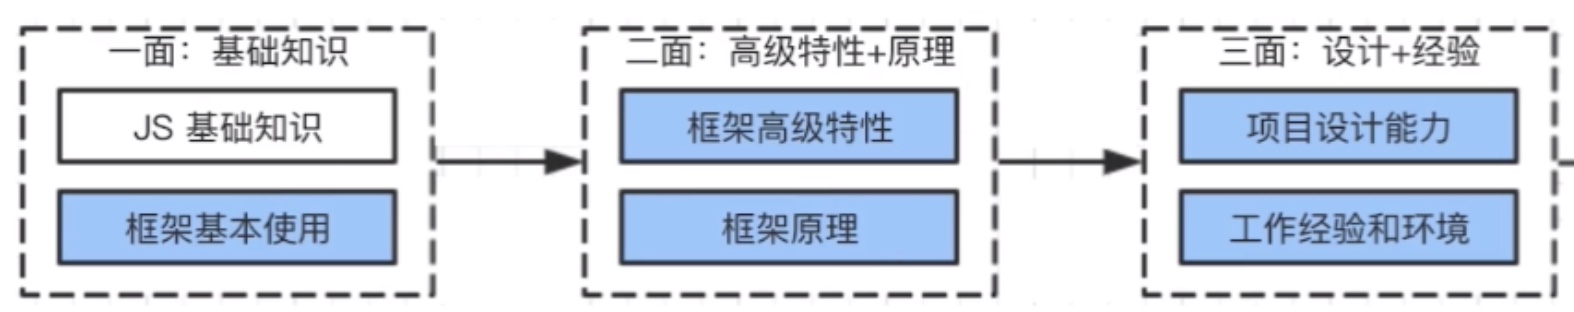 一面：基础知识
JS 基础知识
框架基本使用
二面：高级特性+原理
框架高级特性
框架原理
三面：设计+经验
项目设计能力
工作经验和环境